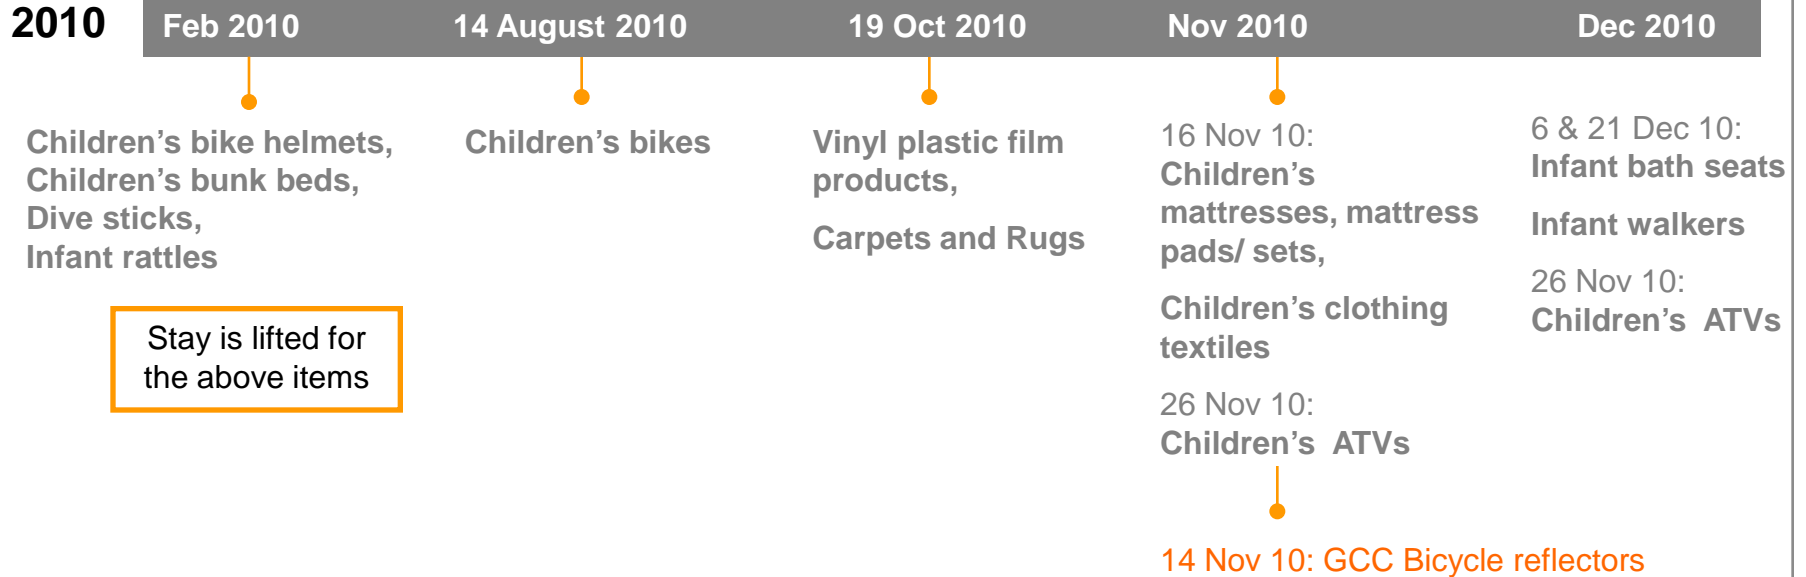 2010
Feb 2010
14 August 2010
19 Oct 2010
Nov 2010
Dec 2010
Children's bike helmets,
Children's bunk beds,
Dive sticks,
Infant rattles
Stay is lifted for
the above items
Children's bikes
Vinyl plastic film
products,
Carpets and Rugs
16 Nov 10:
Children's
mattresses, mattress
pads/ sets,
Children's clothing
textiles
26 Nov 10:
Children's  ATVs
14 Nov 10: GCC Bicycle reflectors
6 & 21 Dec 10:
Infant bath seats
Infant walkers
26 Nov 10:
Children's  ATVs